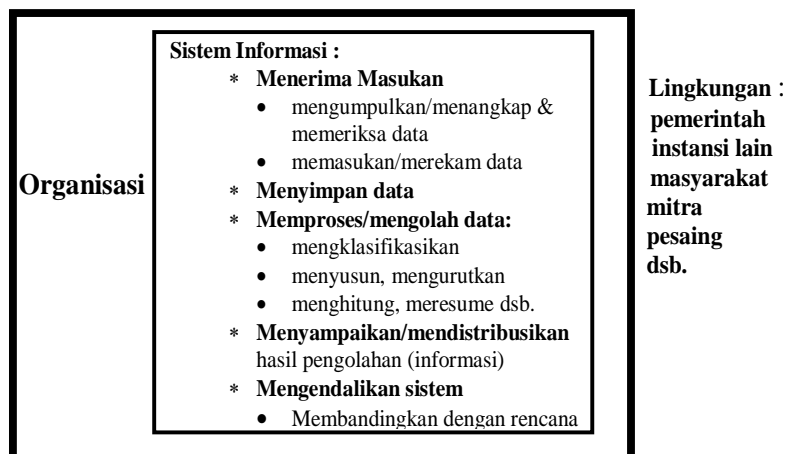 Sistem Informasi :
* Menerima Masukan
• mengumpulkan/menangkap &
memeriksa data
• memasukan/merekam data
* Menyimpan data
* Memproses/mengolah data:
• mengklasifikasikan
• menyusun, mengurutkan
• menghitung, meresume dsb.
* Menyampaikan/mendistribusikan
hasil pengolahan (informasi)
* Mengendalikan sistem
• Membandingkan dengan rencana
Organisasi
Lingkungan :
pemerintah
instansi lain
masyarakat
mitra
pesaing
dsb.